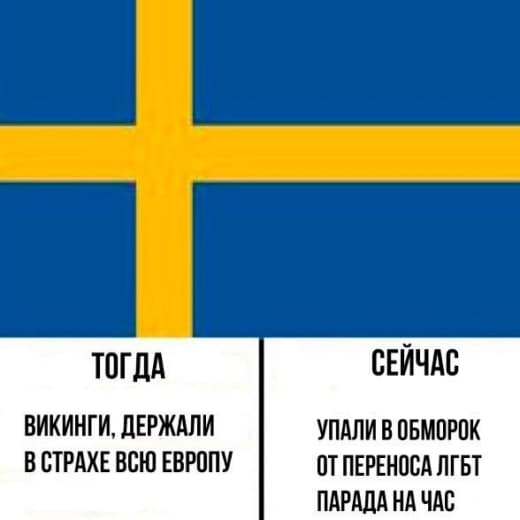 ТОГДА
ВИКИНГИ, ДЕРЖАЛИ
В СТРАХЕ ВСЮ ЕВРОПУ
СЕЙЧАС
УПАЛИ В ОБМОРОК
ОТ ПЕРЕНОСА ЛГБТ
ПАРАДА НА ЧАС